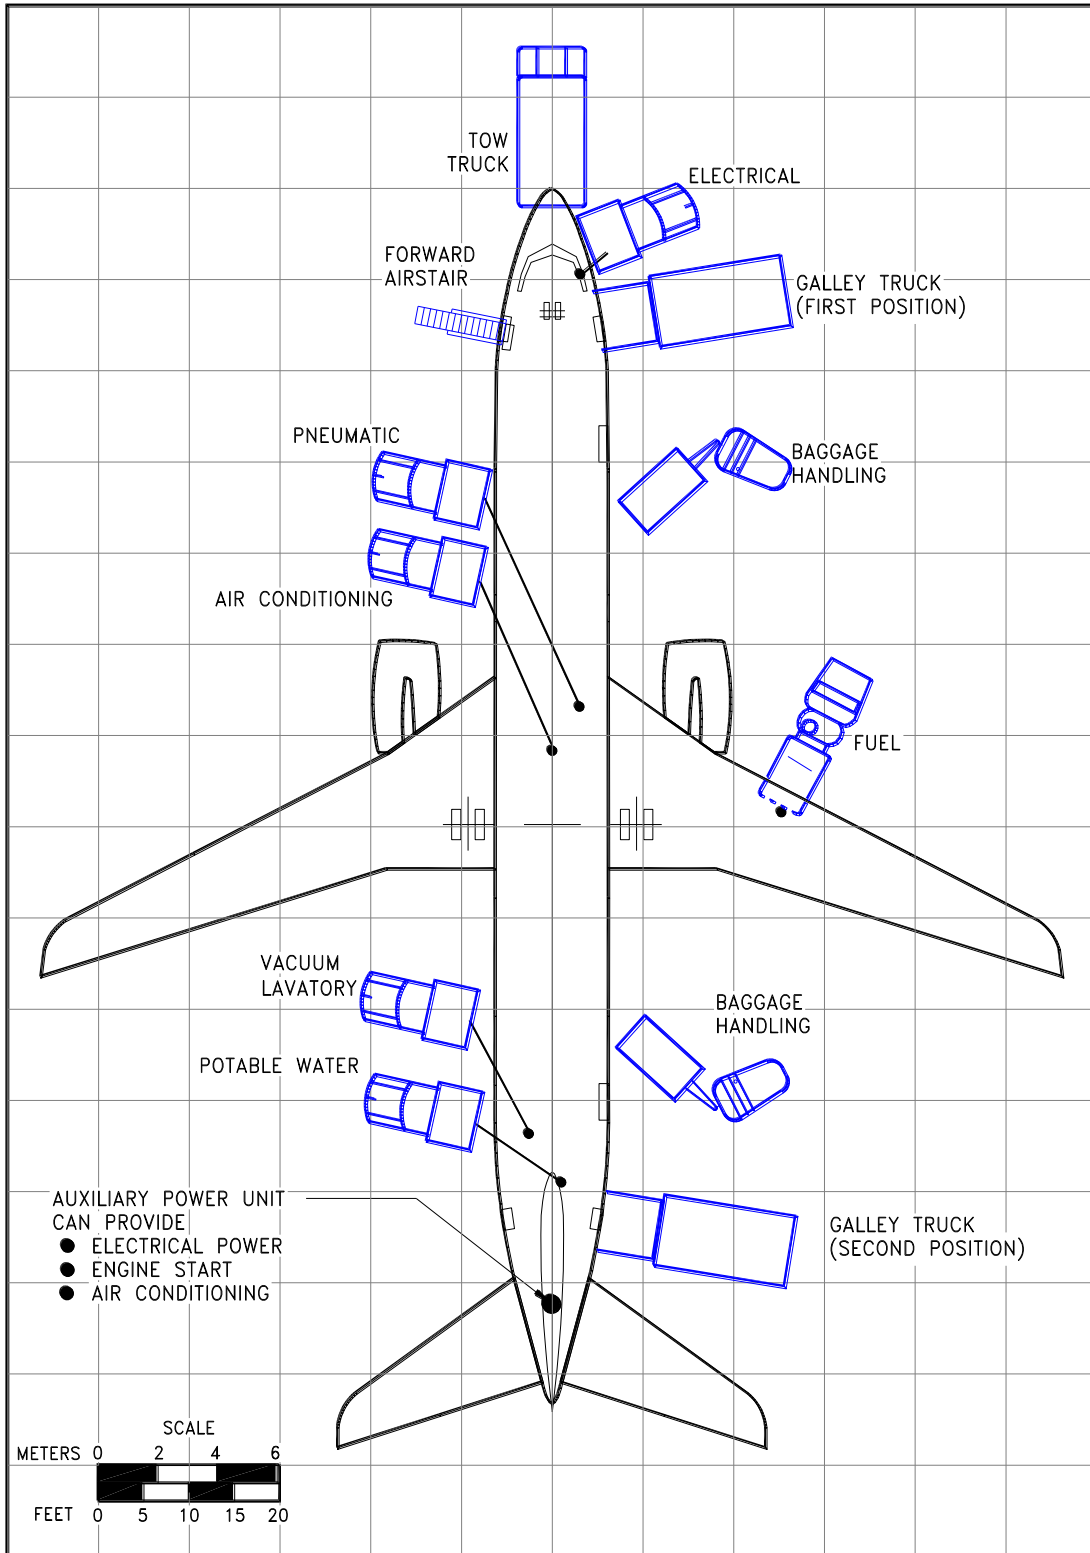 TOW
TRUCK
ELECTRICAL
FORWARD
AIRSTAIR
GALLEY TRUCK
(FIRST POSITION)
PNEUMATIC
BAGGAGE
HANDLING
AIR CONDITIONING
FUEL
VACUUM
LAVATORY
BAGGAGE
HANDLING
POTABLE WATER
AUXILIARY POWER UNIT
CAN PROVIDE
● ELECTRICAL POWER
● ENGINE START
● AIR CONDITIONING
GALLEY TRUCK
(SECOND POSITION)
SCALE
METERS 0 2 4 6
FEET 0 5 10 15 20